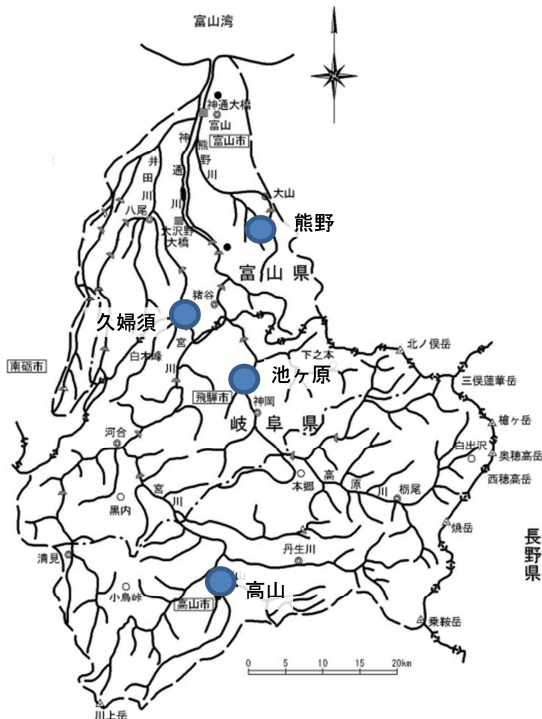 富山湾
神通大橋
富山
富山市
神
通
川
熊
野
川
井
田
川
八尾
大山
大沢野
大橋
熊野
富山県
猪谷
久婦須
白木峰
宮
川
下之本
北ノ俣岳
南砺市
池ヶ原
三俣蓮華岳
飛騨市
神岡
岐阜県
槍ヶ岳
河合
白出沢
奥穂高岳
西穂高岳
本郷
高
原
川
栃尾
宮
川
黒内
焼岳
長野県
清見
丹生川
小鳥峠
高山
高山市
乗鞍岳
0 5 10 20km
川上岳